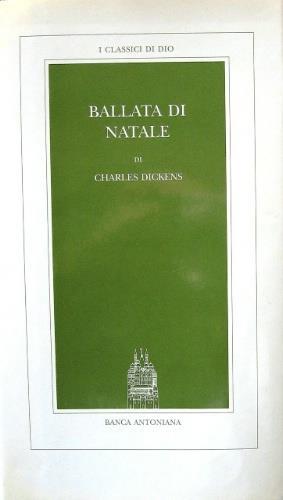 I CLASSICI DI DIO
BALLATA DI
NATALE
DI
CHARLES DICKENS
BANCA ANTONIANA